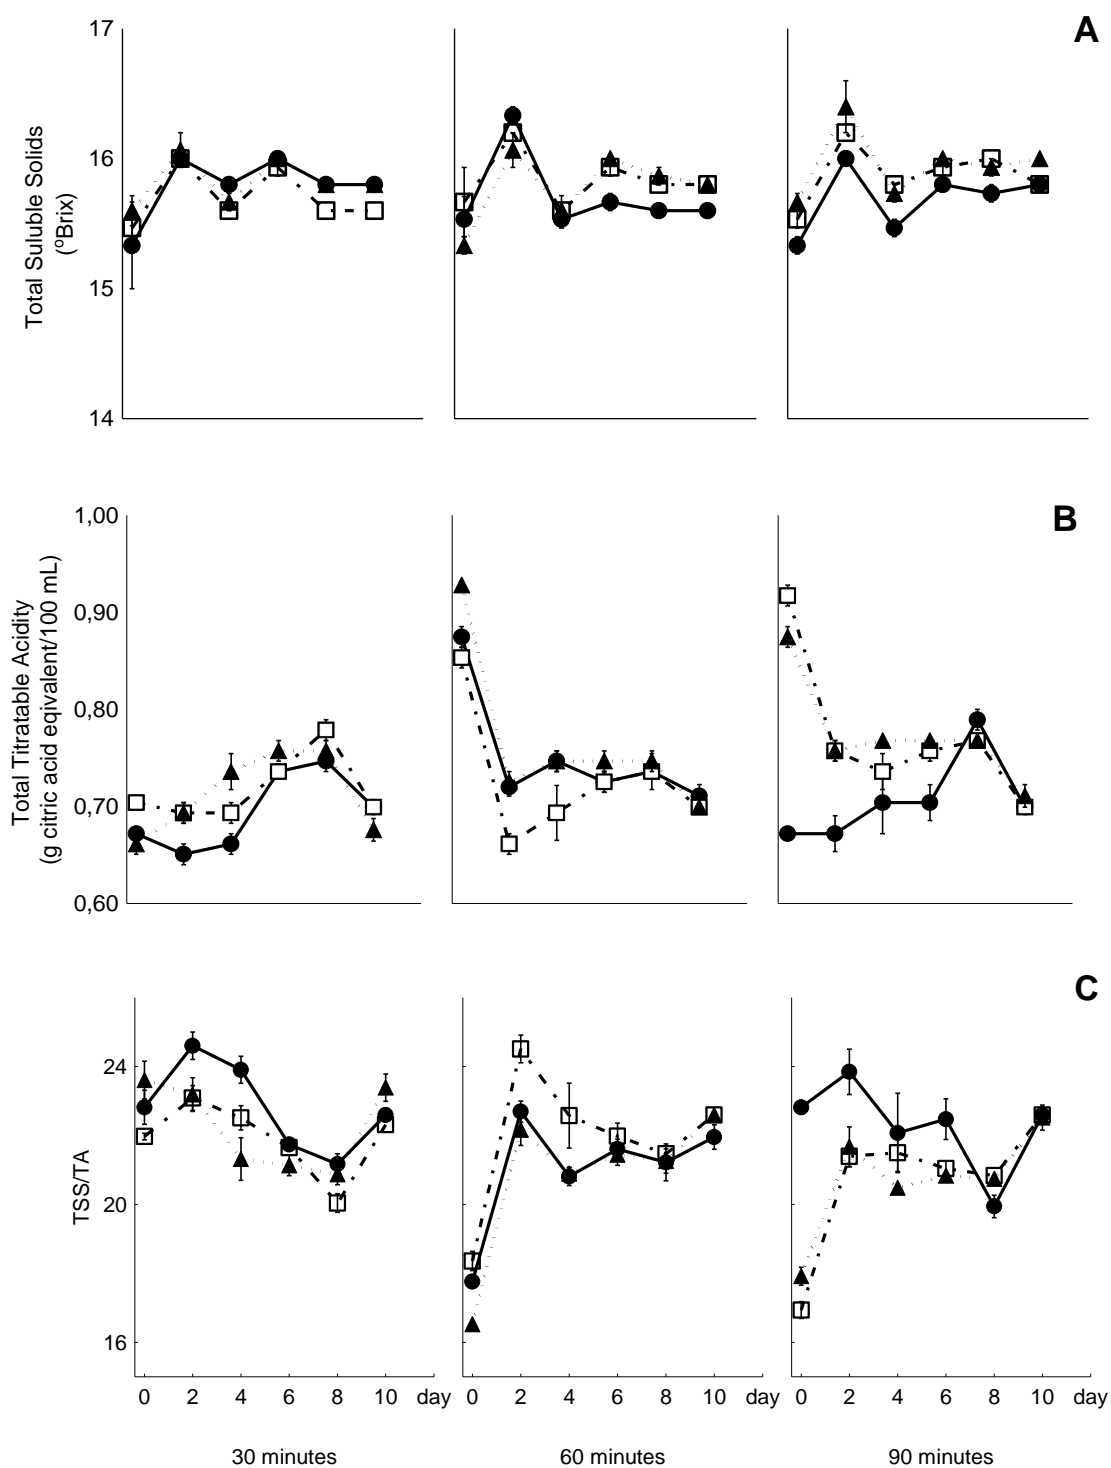 A
17
16
15
14
Total Suluble Solids
(°Brix)
B
1,00
0,90
0,80
0,70
0,60
Total Titratable Acidity
(g citric acid eqivalent/100 mL)
C
24
20
16
TSS/TA
0 2 4 6 8 10 day 0 2 4 6 8 10 day 0 2 4 6 8 10 day
30 minutes 60 minutes 90 minutes